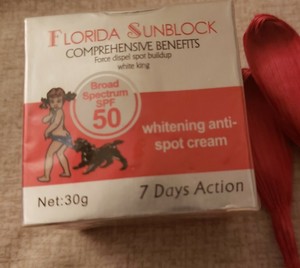 FLORIDA SUNBLOCK
COMPREHENSIVE BENEFITS
Force dispel spot buildup
white king
Broad
Spectrum
SPF
50
whitening anti-
spot cream
Net:30g
7 Days Action